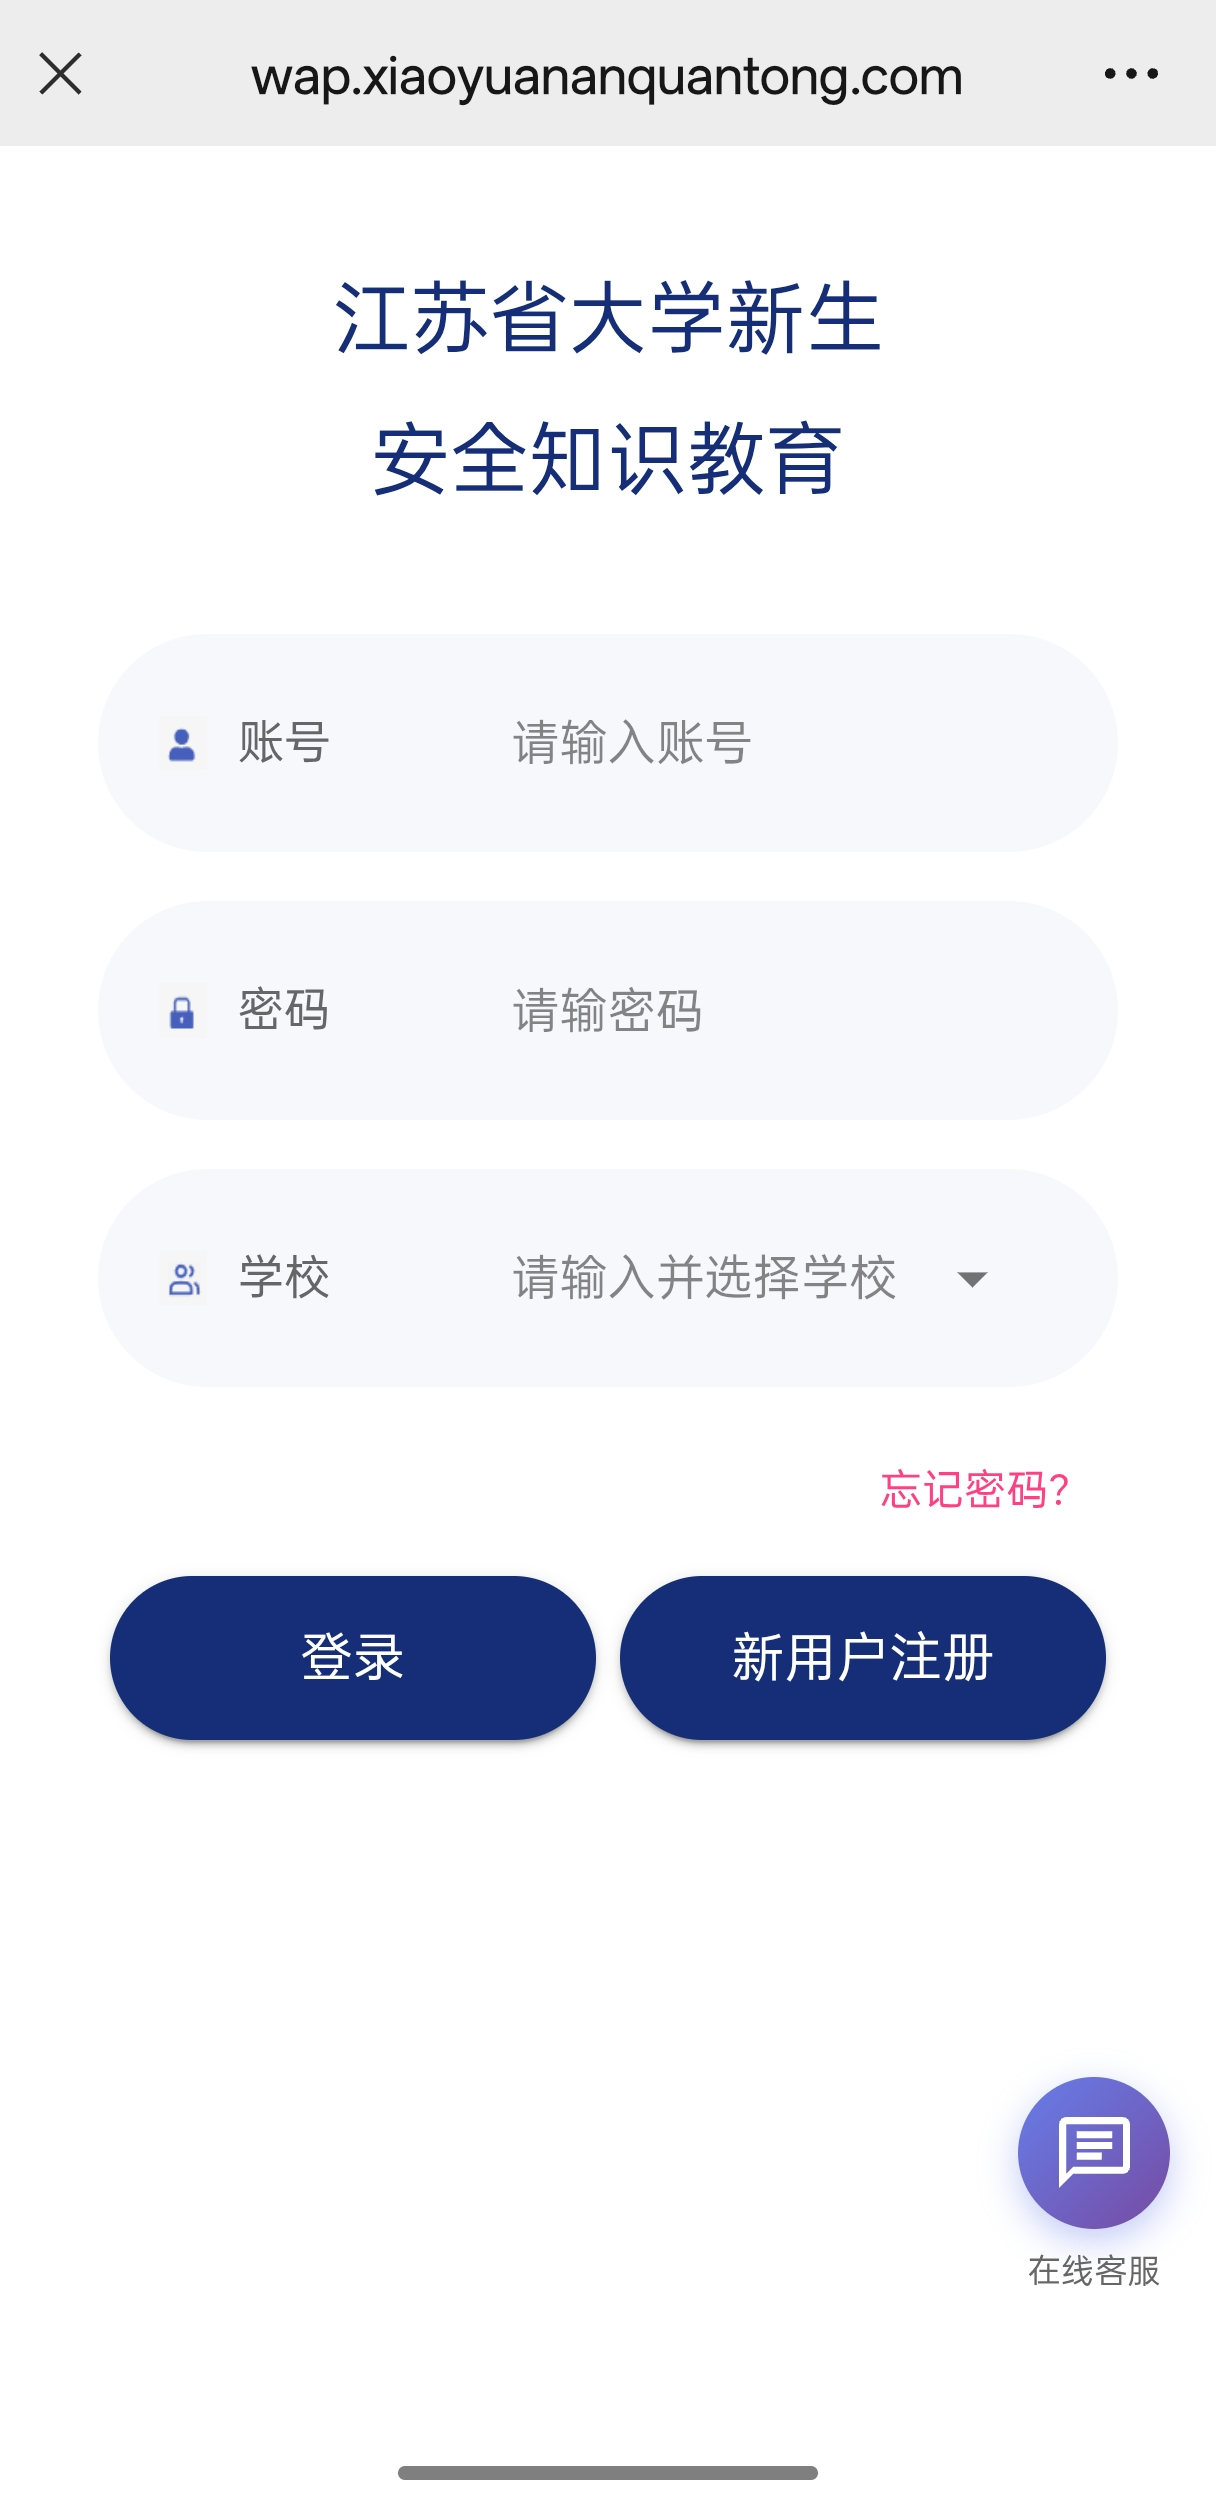 wap.xiaoyuananquantong.com
江苏省大学新生
安全知识教育
账号 请输入账号
密码 请输密码
学校 请输入并选择学校
忘记密码?
登录 新用户注册
在线客服